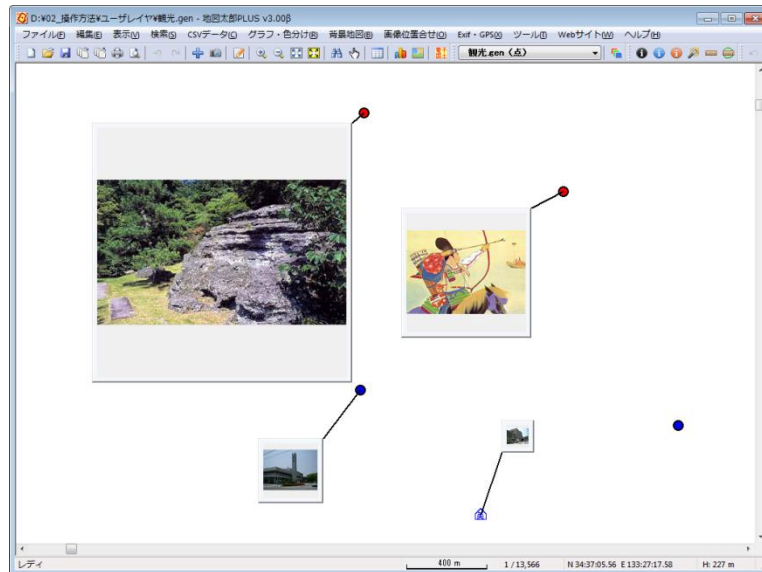 D:¥02_操作方法¥ユーザレイヤ¥観光.gen - 地図太郎PLUS v3.00β
ファイル(F) 編集(E) 表示(V) 検索(S) CSVデータ(C) グラフ・色分け(B) 背景地図(B) 画像位置合せ(O) Exif・GPS(X) ツール(T) Webサイト(W) ヘルプ(H)
観光.gen（点）
レディ 400 m 1 / 13,566 N 34:37:05.56 E 133:27:17.58 H: 227 m